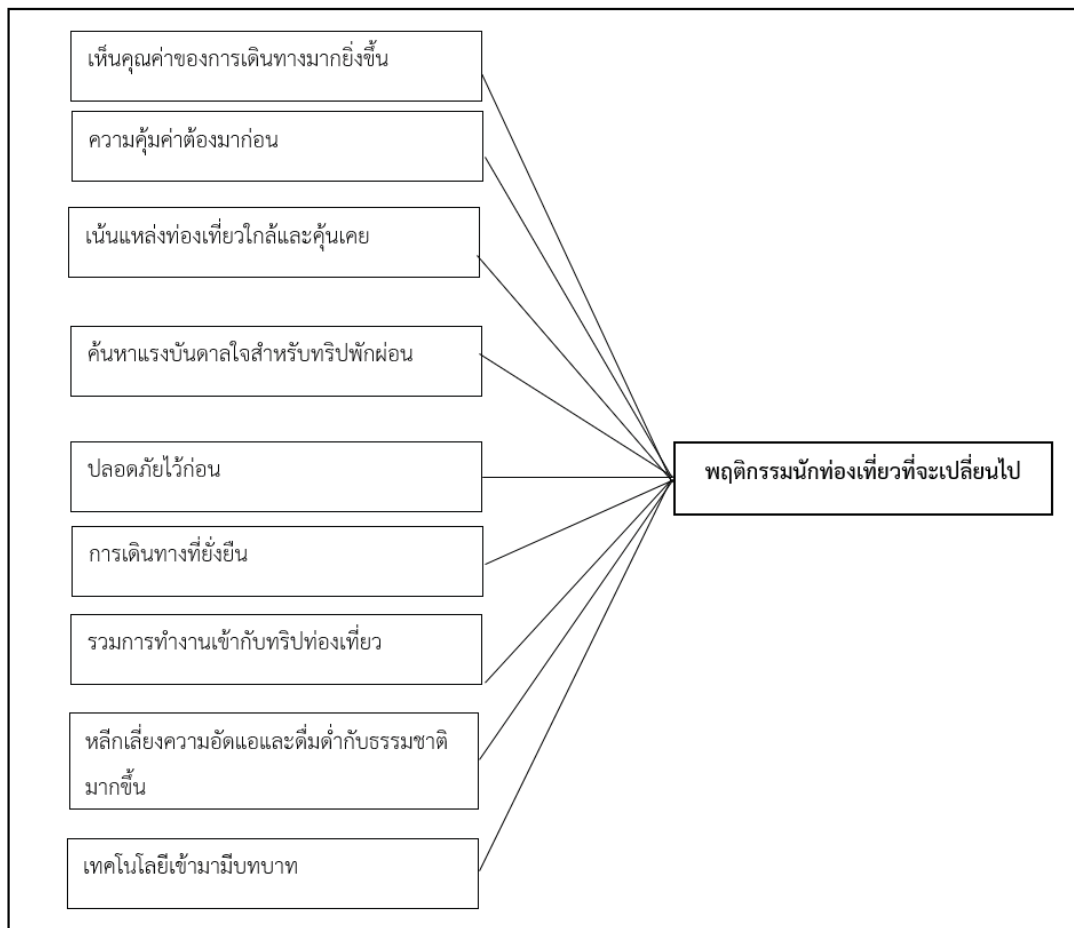 เห็นคุณค่าของการเดินทางมากยิ่งขึ้น
ความคุ้มค่าต้องมาก่อน
เน้นแหล่งท่องเที่ยวใกล้และคุ้นเคย
ค้นหาแรงบันดาลใจสำหรับทริปพักผ่อน
ปลอดภัยไว้ก่อน
การเดินทางที่ยั่งยืน
รวมการทำงานเข้ากับทริปท่องเที่ยว
หลีกเลี่ยงความอัดแอและดื่มด่ำกับธรรมชาติ
มากขึ้น
เทคโนโลยีเข้ามามีบทบาท
พฤติกรรมนักท่องเที่ยวที่จะเปลี่ยนไป